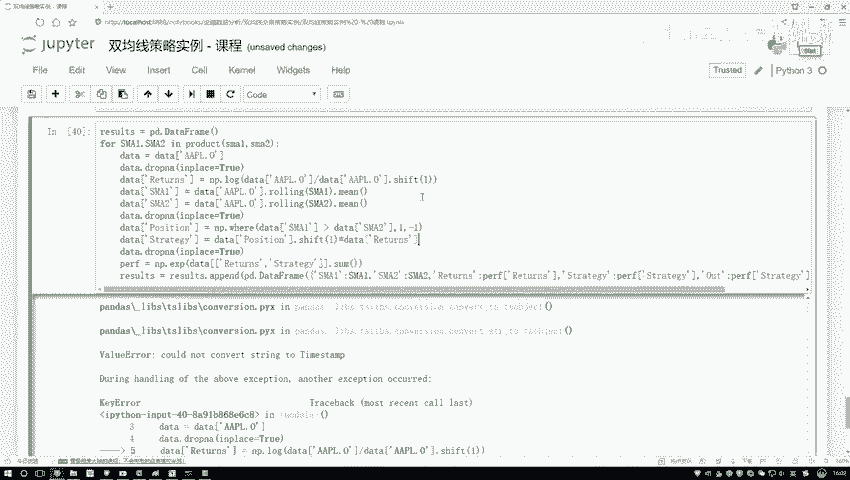 双均线策略实例 - 课程
jupyter 双均线策略实例 - 课程 (unsaved changes)
File Edit View Insert Cell Kernel Widgets Help
Trusted Python 3
Code
In [40]: results = pd.DataFrame()
for SMA1,SMA2 in product(sma1,sma2):
data = data['AAPL.O']
data.dropna(inplace=True)
data['Returns'] = np.log(data['AAPL.O']/data['AAPL.O'].shift(1))
data['SMA1'] = data['AAPL.O'].rolling(SMA1).mean()
data['SMA2'] = data['AAPL.O'].rolling(SMA2).mean()
data.dropna(inplace=True)
data['Position'] = np.where(data['SMA1'] > data['SMA2'],1,-1)
data['Strategy'] = data['Position'].shift(1)*data['Returns']
data.dropna(inplace=True)
perf = np.exp(data[['Returns','Strategy']].sum())
results = results.append(pd.DataFrame({'SMA1':SMA1,'SMA2':SMA2,'Returns':perf['Returns'],'Strategy':perf['Strategy'],'Out':perf['Strategy']
pandas\_libs\tslibs\conversion.pyx in
pandas\_libs\tslibs\conversion.pyx in
ValueError: could not convert string to Timestamp
During handling of the above exception, another exception occurred:
KeyError Traceback (most recent call last)
<ipython-input-40-8a91b868e6c8> in <module>()
3 data = data['AAPL.O']
4 data.dropna(inplace=True)
----> 5 data['Returns'] = np.log(data['AAPL.O']/data['AAPL.O'].shift(1))
16:02